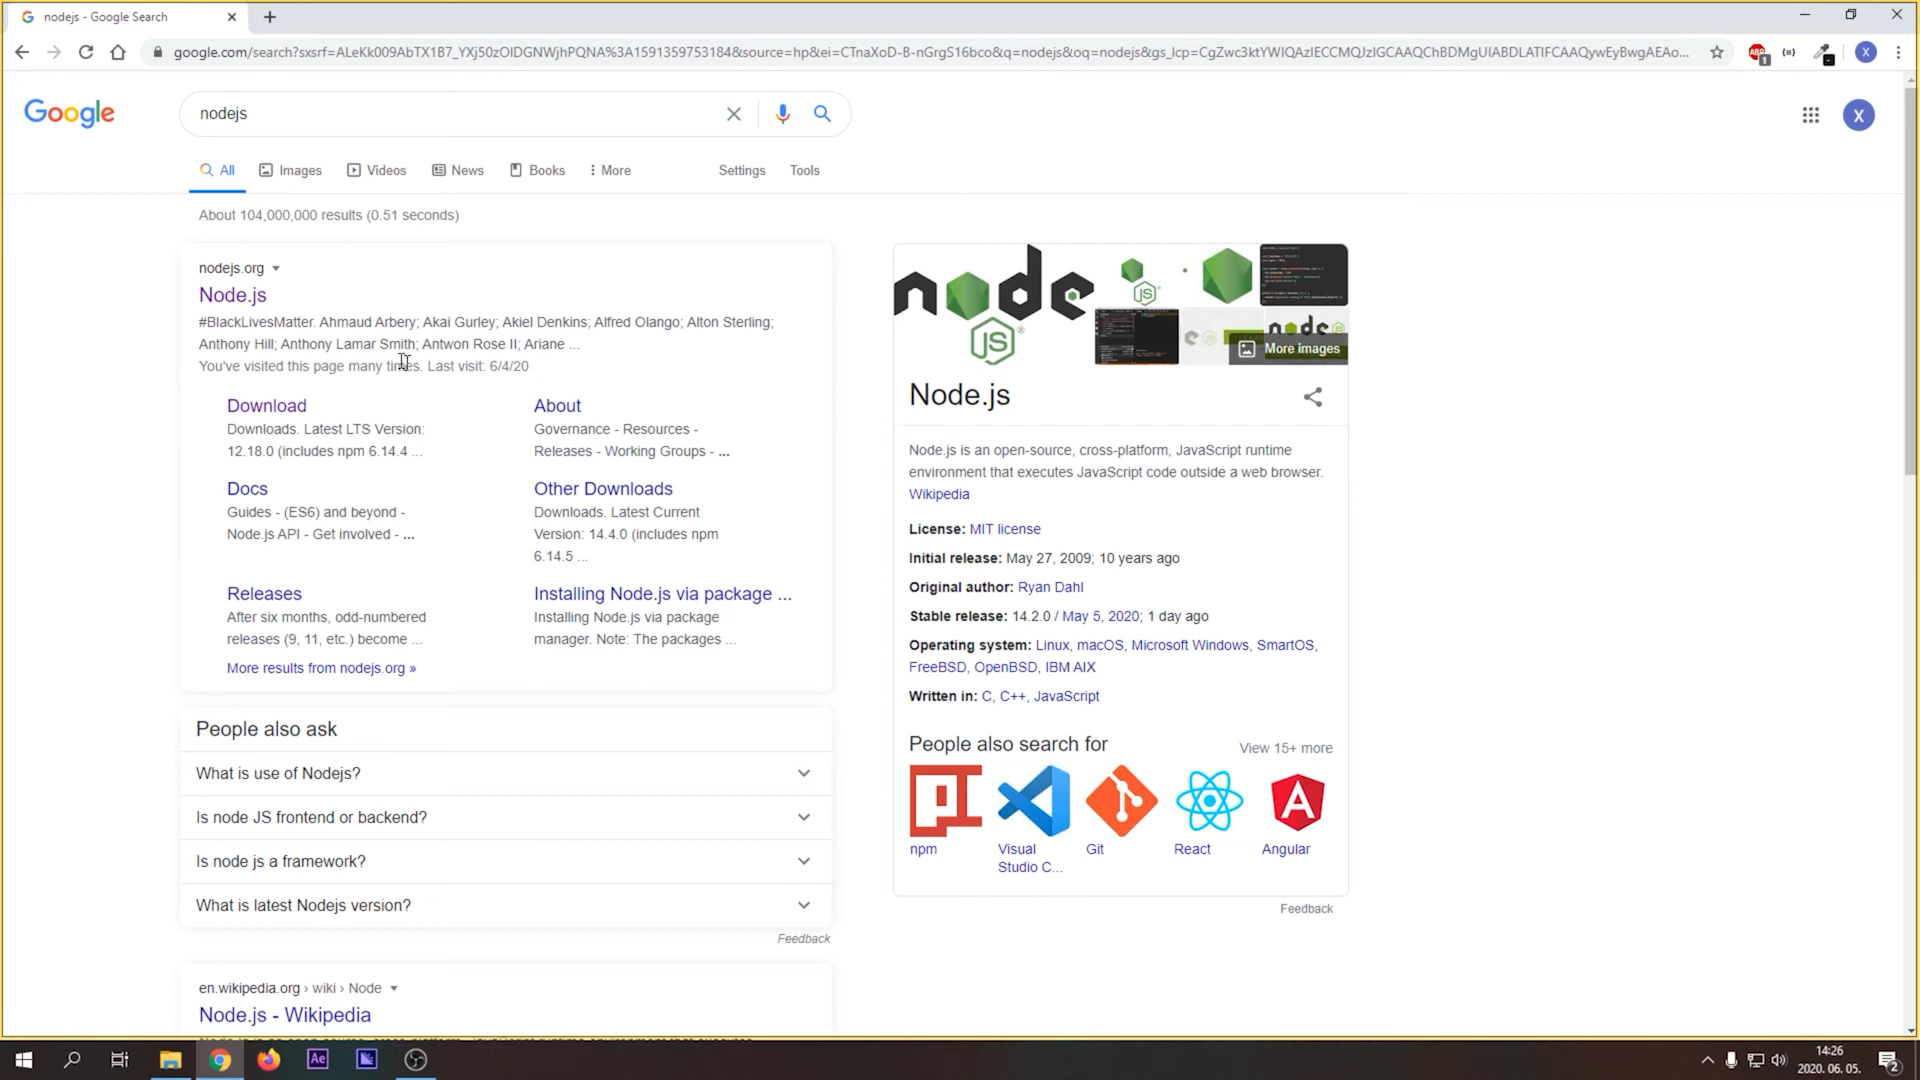 nodejs - Google Search
google.com/search?sxsrf=ALeKk009AbTX1B7_YXj50zOIDGNWjhPQNA%3A1591359753184&source=hp&ei=CTnaXoD-B-nGrgS16bco&q=nodejs&oq=nodejs&gs_lcp=CgZwc3ktYWIQAzIECCMQJzIGCAAQChBDMgUIABDLATIFCAAQywEyBwgAEAo...
Google
nodejs
X
All
Images
Videos
News
Books
More
Settings
Tools
About 104,000,000 results (0.51 seconds)
nodejs.org
Node.js
#BlackLivesMatter. Ahmaud Arbery; Akai Gurley; Akiel Denkins; Alfred Olango; Alton Sterling;
Anthony Hill; Anthony Lamar Smith; Antwon Rose II; Ariane ...
You've visited this page many times. Last visit: 6/4/20
Download
Downloads. Latest LTS Version:
12.18.0 (includes npm 6.14.4 ...
About
Governance - Resources -
Releases - Working Groups - ...
Docs
Guides - (ES6) and beyond -
Node.js API - Get involved - ...
Other Downloads
Downloads. Latest Current
Version: 14.4.0 (includes npm
6.14.5 ...
Releases
After six months, odd-numbered
releases (9, 11, etc.) become ...
Installing Node.js via package ...
Installing Node.js via package
manager. Note: The packages ...
More results from nodejs.org »
People also ask
What is use of Nodejs?
Is node JS frontend or backend?
Is node js a framework?
What is latest Nodejs version?
Feedback
en.wikipedia.org › wiki › Node
Node.js - Wikipedia
node
JS
More images
Node.js
Node.js is an open-source, cross-platform, JavaScript runtime
environment that executes JavaScript code outside a web browser.
Wikipedia
License: MIT license
Initial release: May 27, 2009; 10 years ago
Original author: Ryan Dahl
Stable release: 14.2.0 / May 5, 2020; 1 day ago
Operating system: Linux, macOS, Microsoft Windows, SmartOS,
FreeBSD, OpenBSD, IBM AIX
Written in: C, C++, JavaScript
People also search for
View 15+ more
npm
Visual
Studio C...
Git
React
Angular
Feedback
Ae
14:26
2020. 06. 05.
2